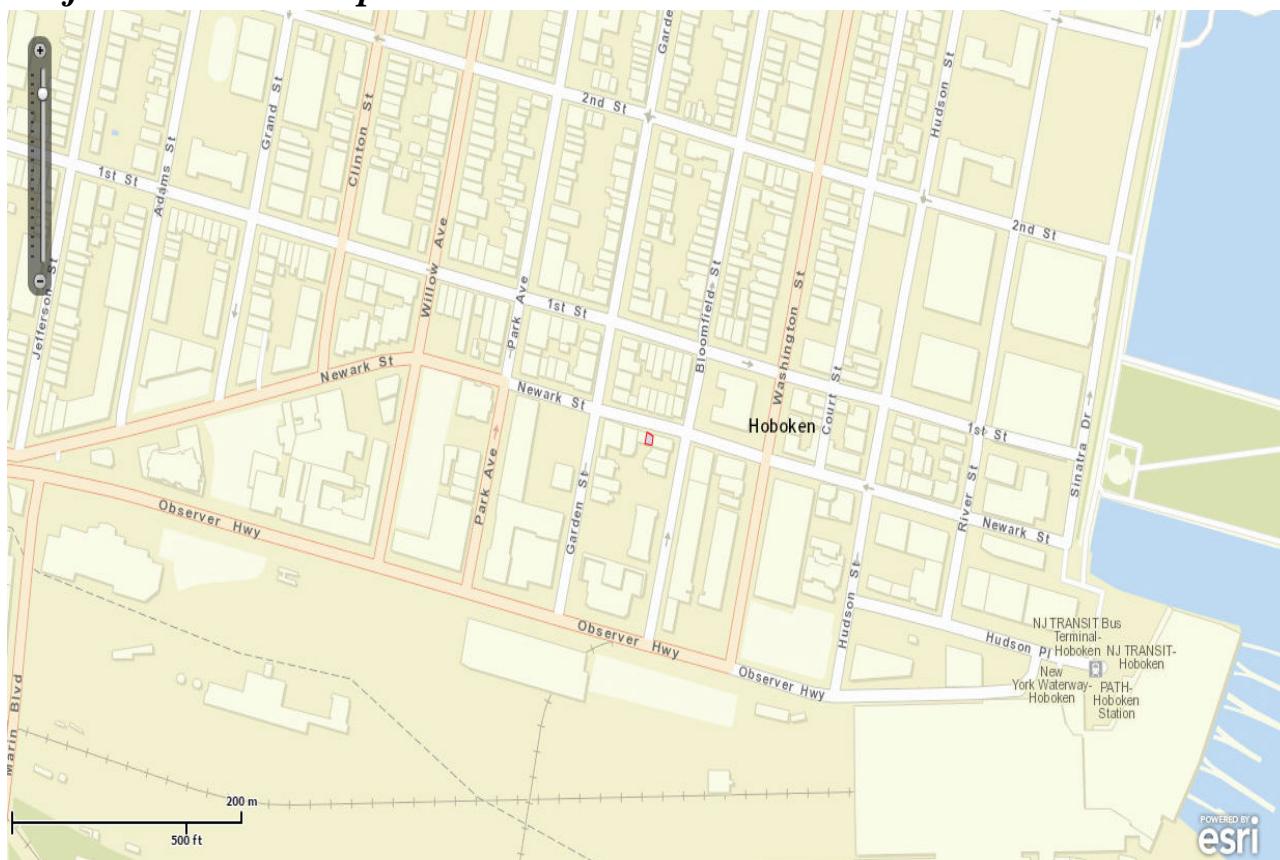 Garden
2nd St
Hudson St
Grand St
Clinton St
1st St
Adams St
Willow Ave
Park Ave
1st St
Bloomfield St
Washington St
2nd St
Jefferson St
Newark St
Newark St
Hoboken
Court St
1st St
Sinatra Dr
Park Ave
Garden St
River St
Newark St
Observer Hwy
Hudson St
Observer Hwy
Observer Hwy
Hudson Pl
NJ TRANSIT Bus
Terminal-
Hoboken
NJ TRANSIT-
Hoboken
New
York Waterway-
Hoboken
PATH-
Hoboken
Station
Marin Blvd
200 m
500 ft
POWERED BY
esri